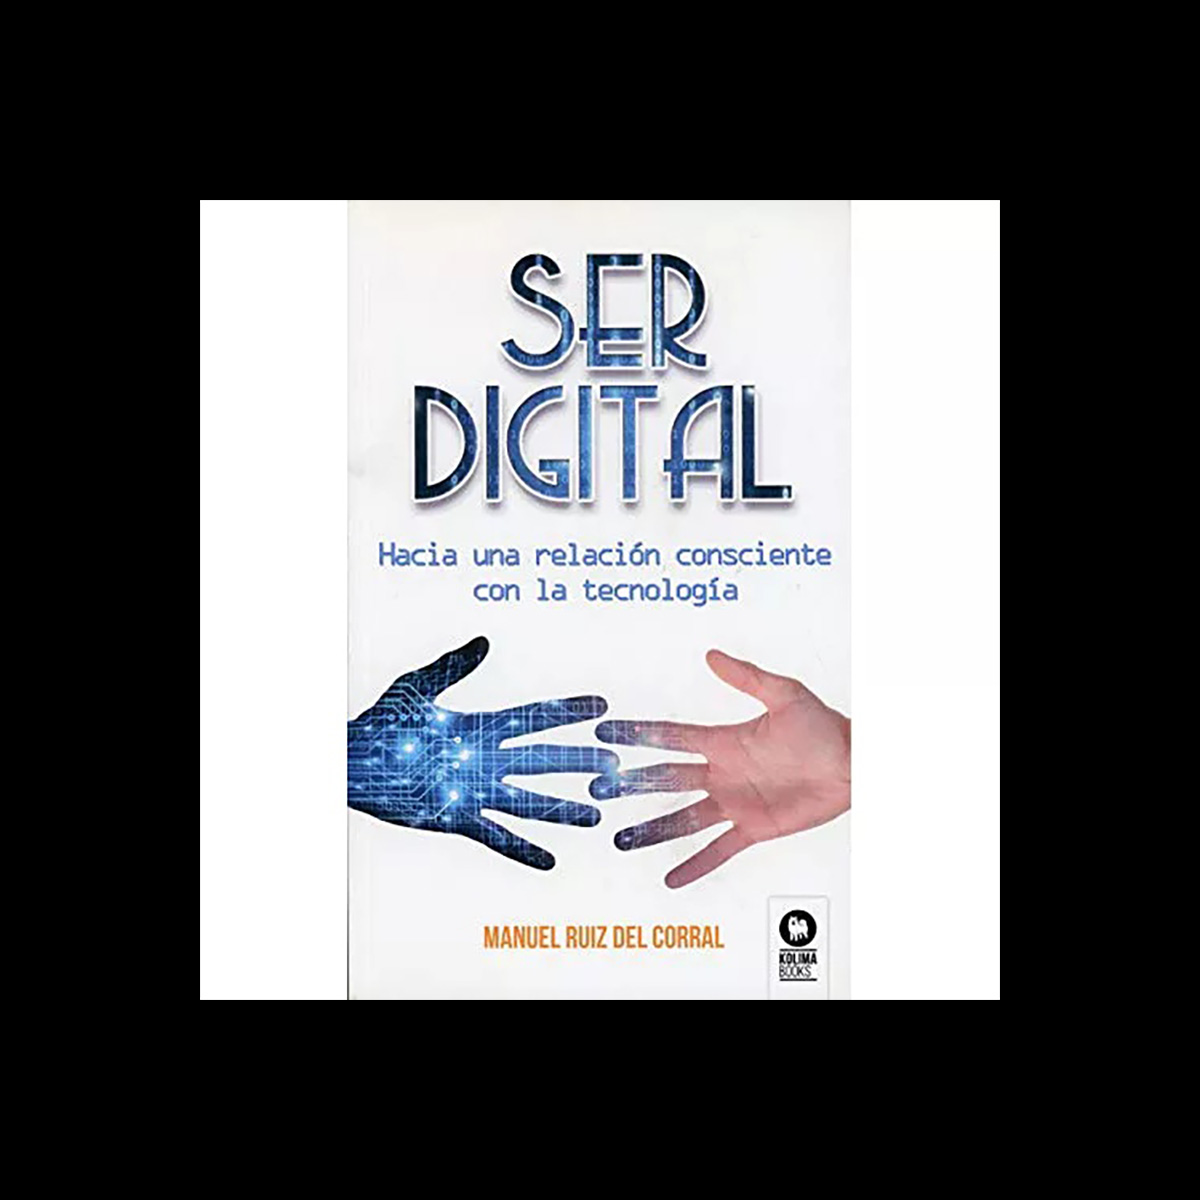 SER
DIGITAL
Hacia una relación consciente
con la tecnología
MANUEL RUIZ DEL CORRAL
KOLIMA
BOOKS